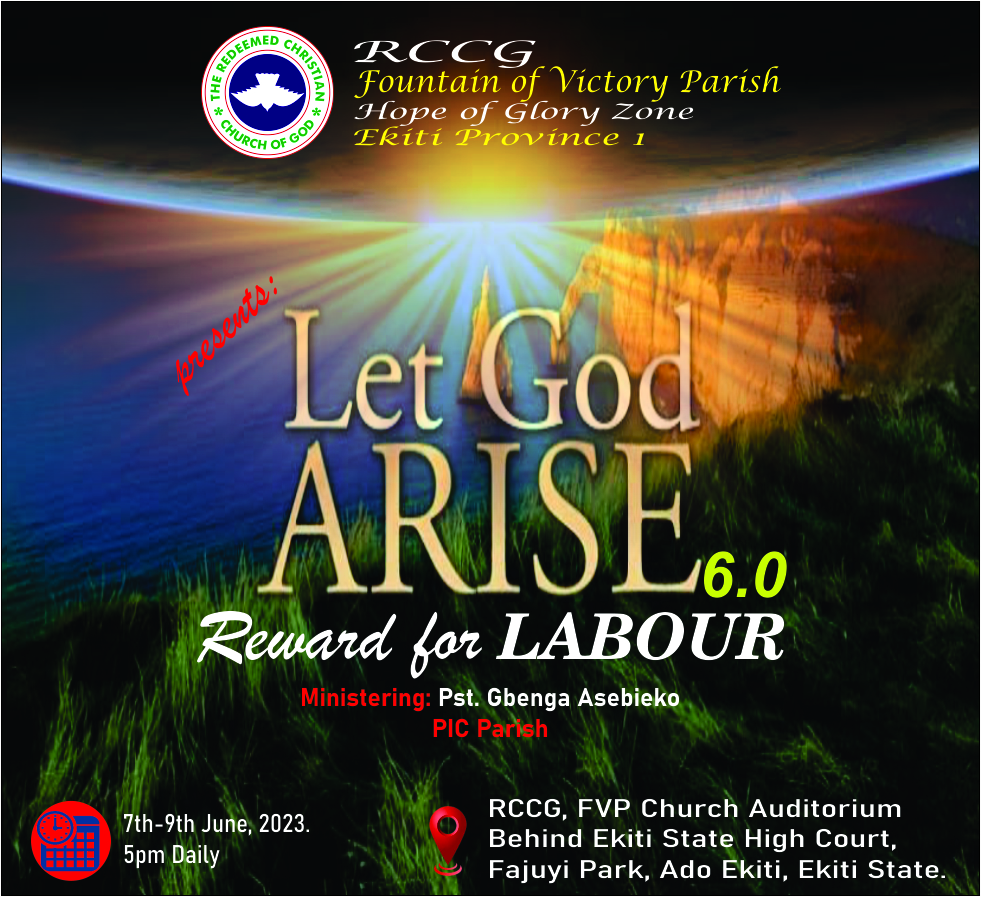 THE REDEEMED CHRISTIAN
CHURCH OF GOD
RCCG
Fountain of Victory Parish
Hope of Glory Zone
Ekiti Province 1
presents:
Let God
ARISE 6.0
Reward for LABOUR
Ministering: Pst. Gbenga Asebieko
PIC Parish
7th-9th June, 2023.
5pm Daily
RCCG, FVP Church Auditorium
Behind Ekiti State High Court,
Fajuyi Park, Ado Ekiti, Ekiti State.